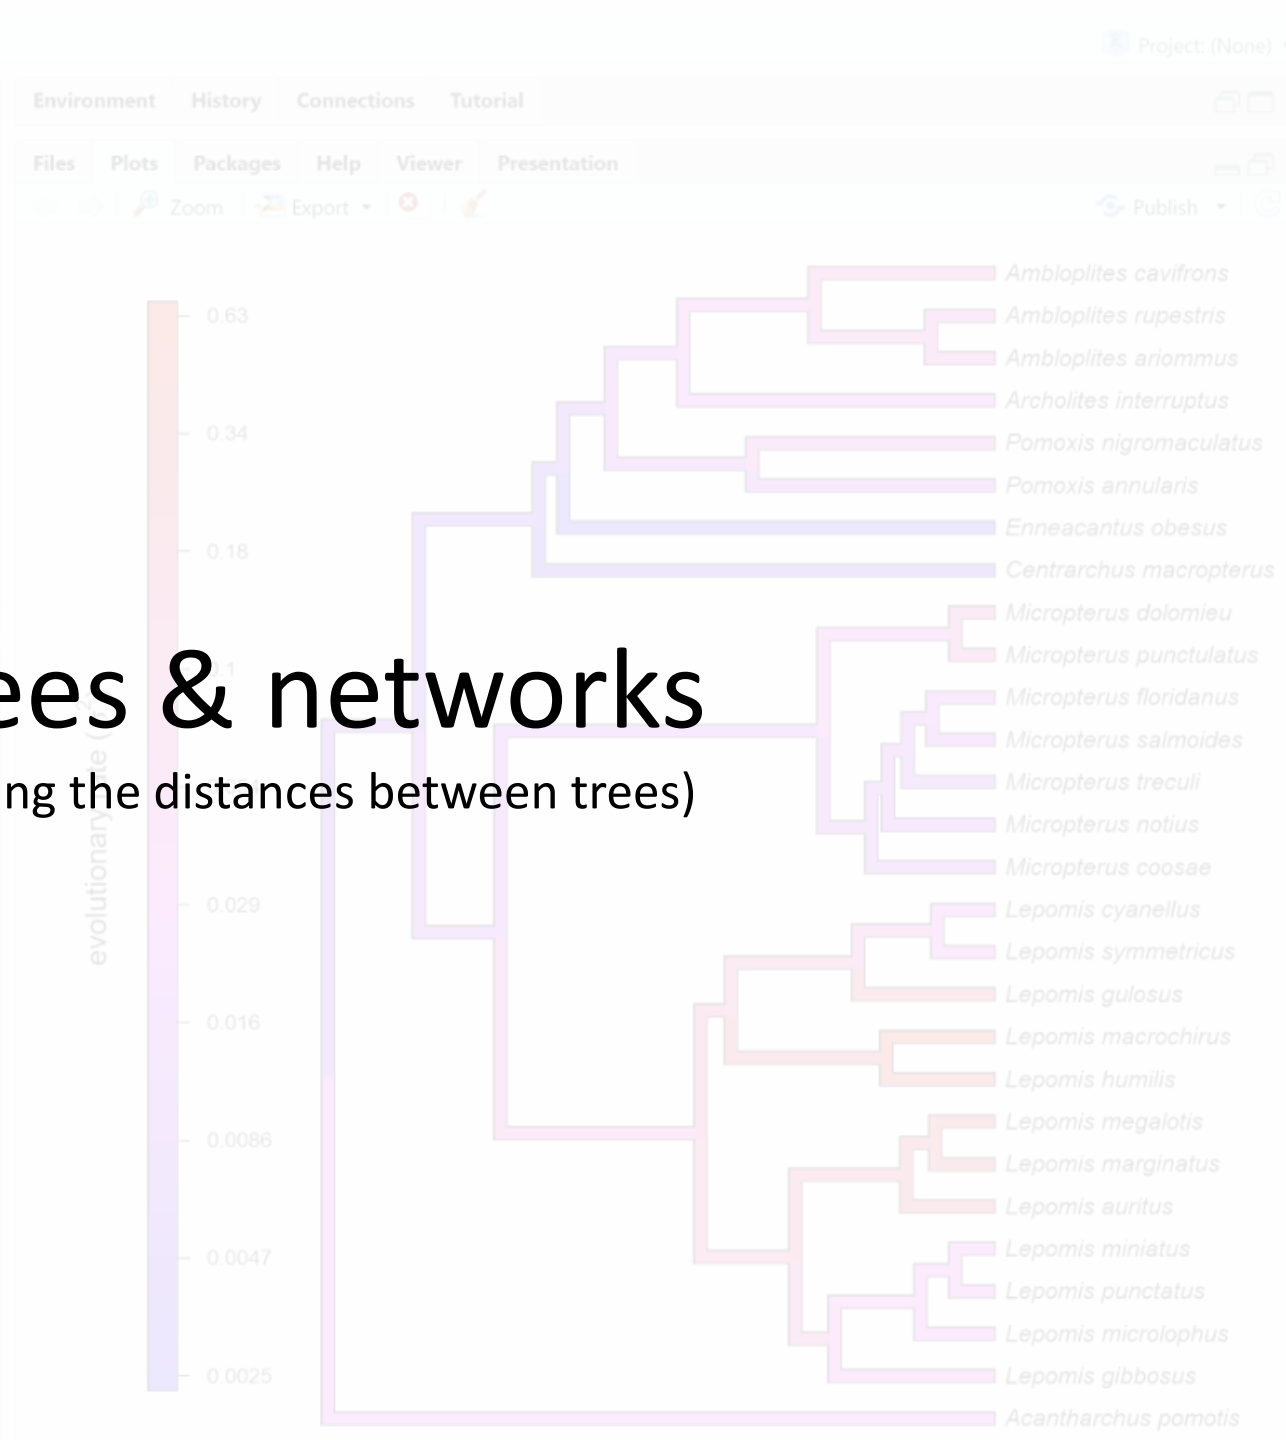 Project: (None)
Environment History Connections Tutorial
Files Plots Packages Help Viewer Presentation
Zoom Export Publish
Ambloplites cavifrons
0.63 Ambloplites rupestris
Ambloplites ariommus
Archolites interruptus
0.34 Pomoxis nigromaculatus
Pomoxis annularis
Enneacantus obesus
0.18 Centrarchus macropterus
Micropterus dolomieu
Micropterus punctulatus
0.1
ees & networks
Micropterus floridanus
Micropterus salmoides
ng the distances between trees)
Micropterus treculi
Micropterus notius
Micropterus coosae
evolutionary rate
0.029 Lepomis cyanellus
Lepomis symmetricus
Lepomis gulosus
0.016 Lepomis macrochirus
Lepomis humilis
Lepomis megalotis
0.0086 Lepomis marginatus
Lepomis auritus
0.0047 Lepomis miniatus
Lepomis punctatus
Lepomis microlophus
0.0025 Lepomis gibbosus
Acantharchus pomotis